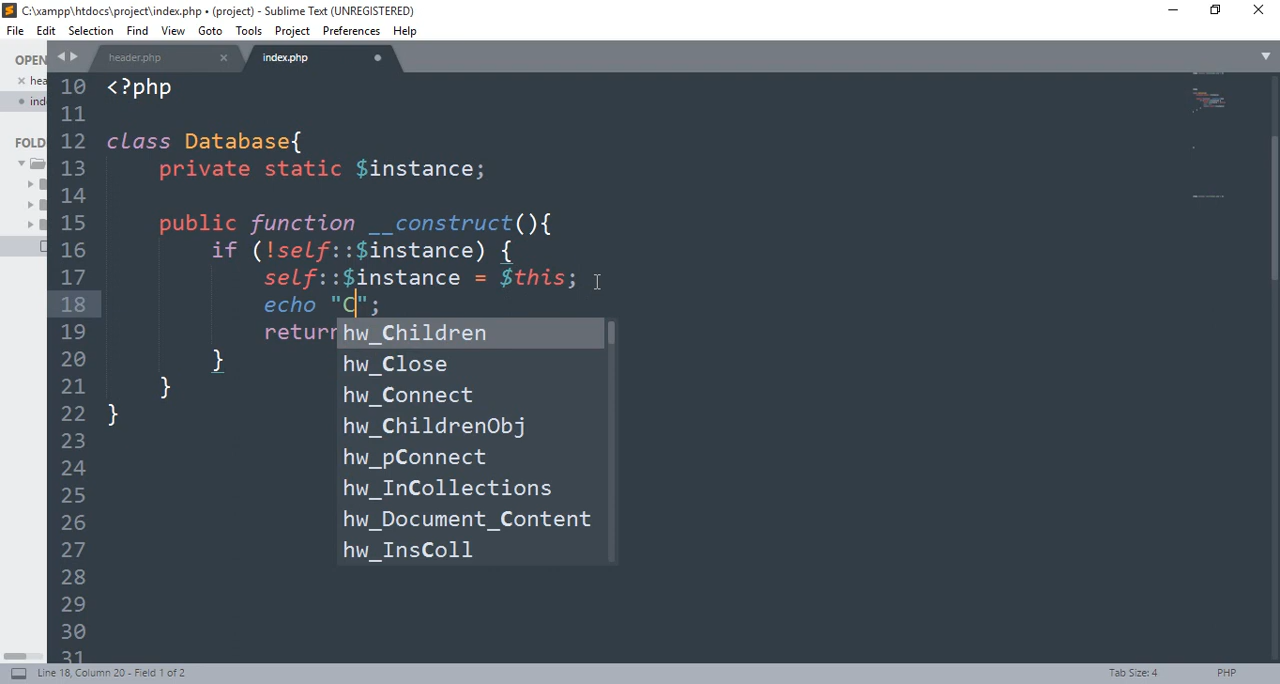 C:\xampp\htdocs\project\index.php • (project) - Sublime Text (UNREGISTERED)
File Edit Selection Find View Goto Tools Project Preferences Help
OPEN
header.php
index.php
hea
ind
FOLD
10 <?php
11
12 class Database{
13 private static $instance;
14
15 public function __construct(){
16 if (!self::$instance) {
17 self::$instance = $this;
18 echo "C";
19 return
20 }
21 }
22 }
23
24
25
26
27
28
29
30
31
hw_Children
hw_Close
hw_Connect
hw_ChildrenObj
hw_pConnect
hw_InCollections
hw_Document_Content
hw_InsColl
Line 18, Column 20 - Field 1 of 2
Tab Size: 4
PHP